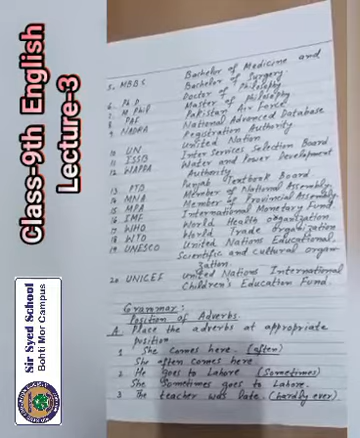 Class-9th English
Lecture-3
Sir Syed School
Bohti Mor Campus
5. MBBS Bachelor of Medicine and
Bachelor of Surgery
6. Ph.D Doctor of Philosophy
7. M Phil Master of Philosophy
8 PAF Pakistan Air Force
9 NADRA National Advanced Database
Registration Authority
10 UN United Nation
11 ISSB Inter Services Selection Board
12 WAPDA Water and Power Development
Authority
13 PTB Punjab Textbook Board
14 MNA Member of National Assembly
15 MPA Member of Provincial Assembly
16 IMF International Monetary Fund
17 WHO World Health organization
18 WTO World Trade Organization
19 UNESCO United Nations Educational,
Scientific and cultural organi-
zation.
20 UNICEF United Nations International
Children's Education Fund.
Grammar:
Position of Adverbs.
A. Place the adverbs at appropriate
position
1 She comes here. (often)
She often comes here
2 He goes to Lahore (Sometimes)
She Sometimes goes to Lahore.
3 The teacher was late. (hardly ever)